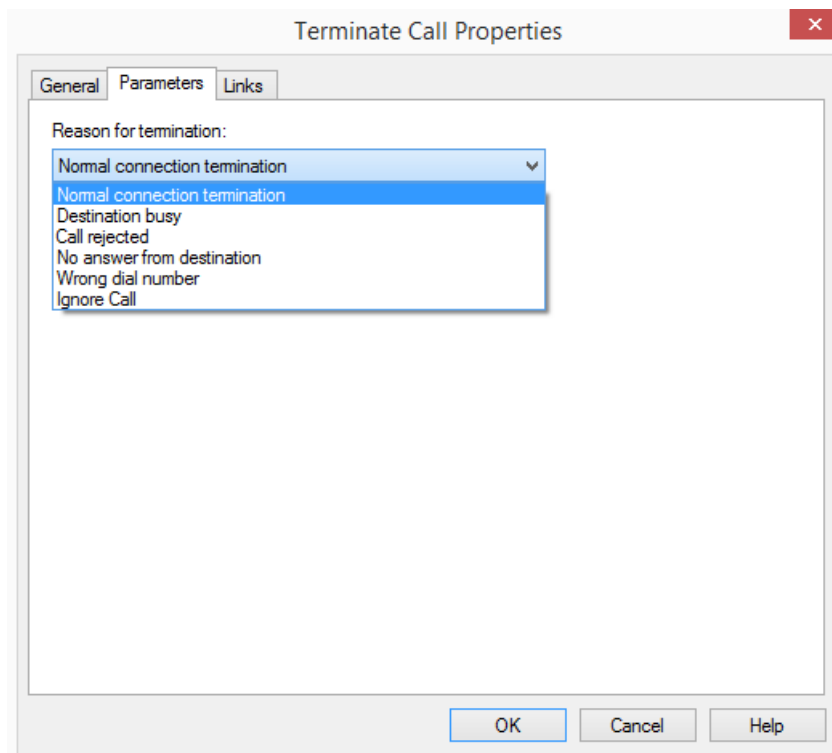 Terminate Call Properties
General Parameters Links
Reason for termination:
Normal connection termination
Normal connection termination
Destination busy
Call rejected
No answer from destination
Wrong dial number
Ignore Call
OK Cancel Help